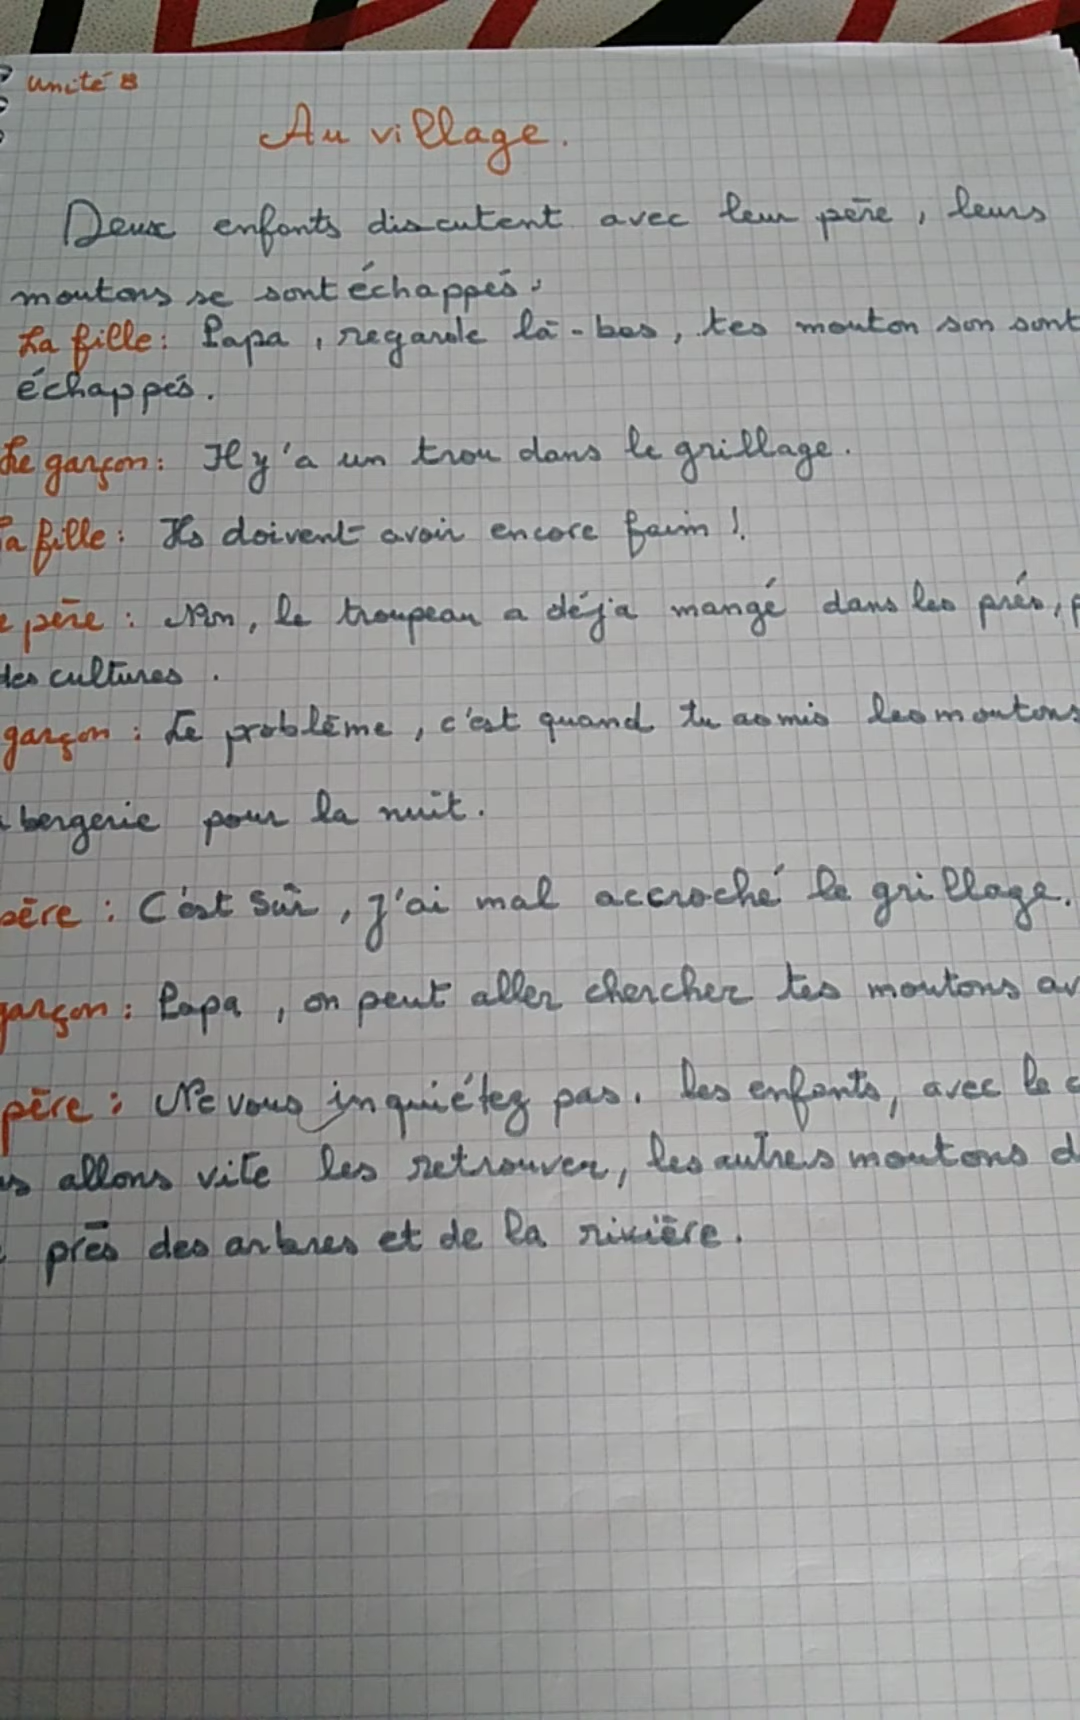 unité 8
Au village.
Deux enfants discutent avec leur père, leurs
moutons se sont échappés.
La fille: Papa, regarde là-bas, tes mouton son sont
échappés.
Le garçon: Il y'a un trou dans le grillage.
La fille: Ils doivent avoir encore faim!
père: Non, le troupeau a déjà mangé dans les prés,
des cultures.
garçon: Le problème, c'est quand tu as mis les moutons
bergerie pour la nuit.
père: C'est sûr, j'ai mal accroché le grillage.
garçon: Papa, on peut aller chercher tes moutons
père: Ne vous inquiétez pas. les enfants, avec le
allons vite les retrouver, les autres moutons
près des arbres et de la rivière.